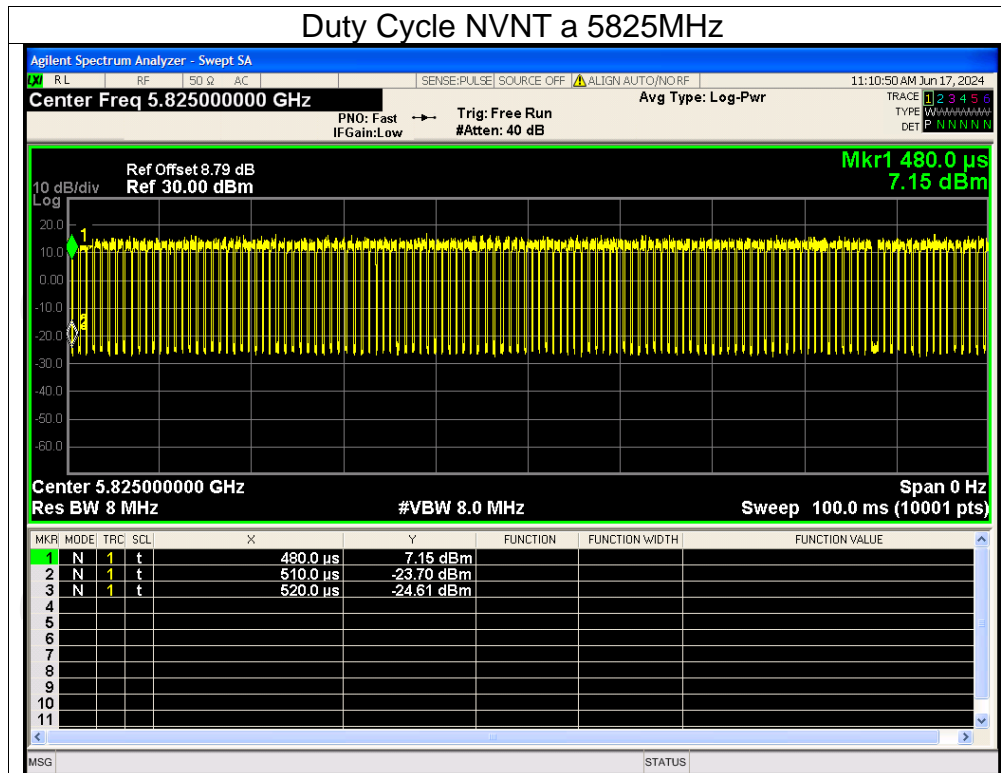 Duty Cycle NVNT a 5825MHz
Agilent Spectrum Analyzer - Swept SA
LXI RL RF 50 Ω AC SENSE:PULSE SOURCE OFF ALIGN AUTO/NO RF 11:10:50 AM Jun 17, 2024
Center Freq 5.825000000 GHz Avg Type: Log-Pwr TRACE 1 2 3 4 5 6
PNO: Fast Trig: Free Run TYPE WWWWWW
IFGain:Low #Atten: 40 dB DET P N N N N N
Mkr1 480.0 µs
Ref Offset 8.79 dB 7.15 dBm
10 dB/div Ref 30.00 dBm
Log
20.0
1
10.0
0.00
-10.0
-20.0
-30.0
-40.0
-50.0
-60.0
Center 5.825000000 GHz Span 0 Hz
Res BW 8 MHz #VBW 8.0 MHz Sweep 100.0 ms (10001 pts)
MKR MODE TRC SCL X Y FUNCTION FUNCTION WIDTH FUNCTION VALUE
1 N 1 t 480.0 µs 7.15 dBm
2 N 1 t 510.0 µs -23.70 dBm
3 N 1 t 520.0 µs -24.61 dBm
4
5
6
7
8
9
10
11
MSG STATUS